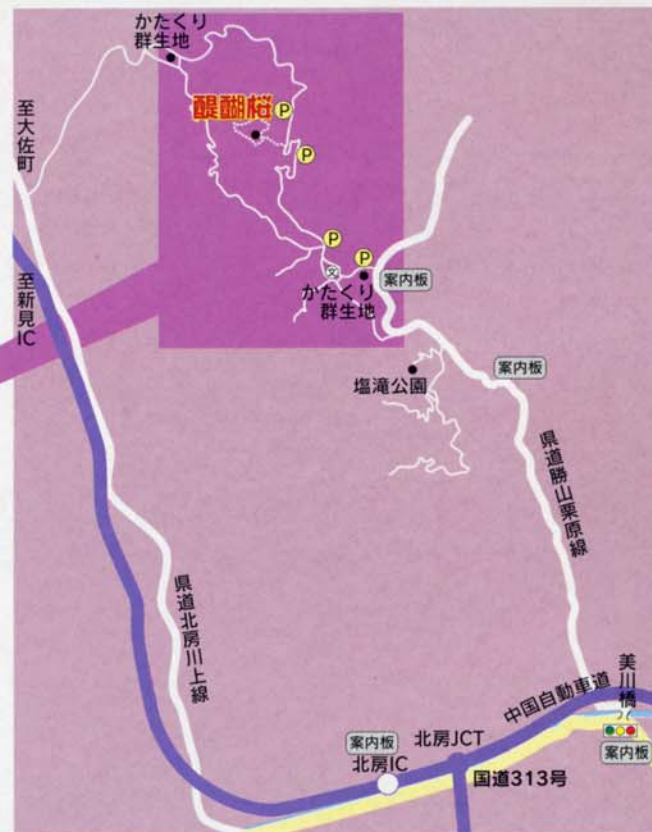 かたくり
群生地
醍醐桜
P
P
至大佐町
P
P
文
かたくり
群生地
案内板
至新見IC
塩滝公園
案内板
県道勝山栗原線
県道北房川上線
美川橋
中国自動車道
案内板
北房JCT
北房IC
案内板
国道313号